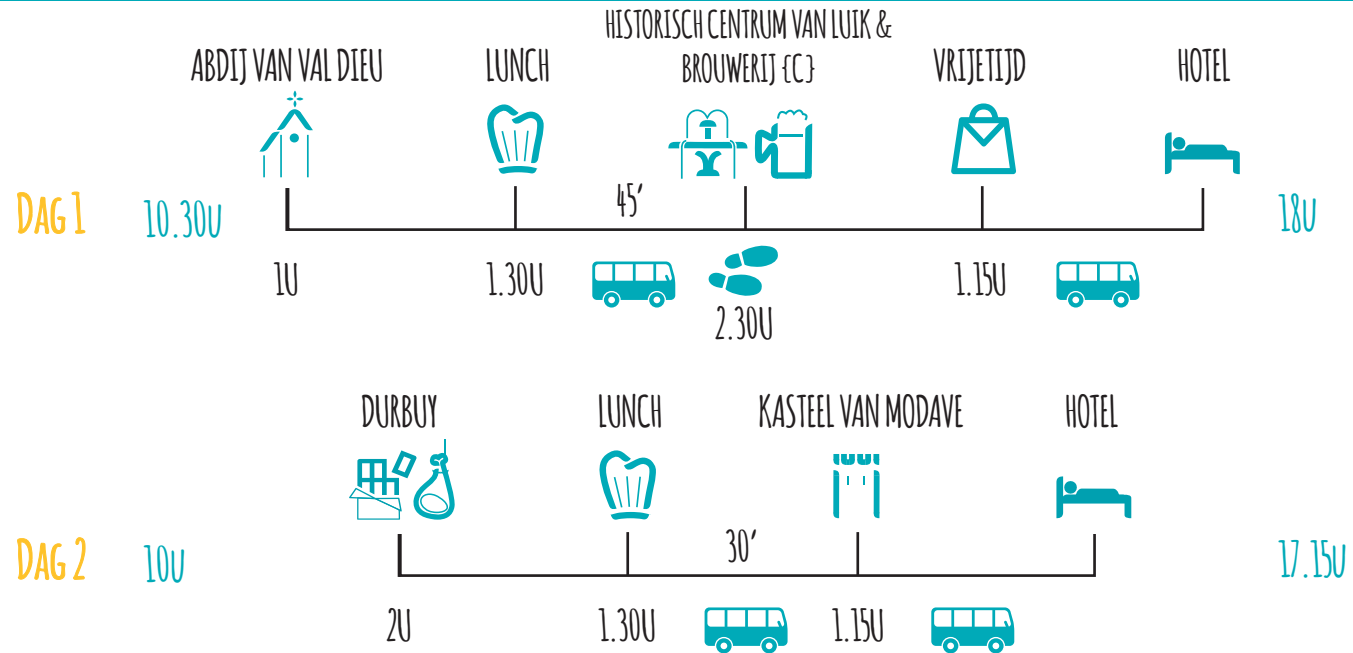 HISTORISCH CENTRUM VAN LUIK &
ABDIJ VAN VAL DIEU LUNCH BROUWERIJ {C} VRIJETIJD HOTEL
DAG 1 10.30U 45' 18U
1U 1.30U 1.15U
2.30U
DURBUY LUNCH KASTEEL VAN MODAVE HOTEL
DAG 2 10U 30' 17.15U
2U 1.30U 1.15U